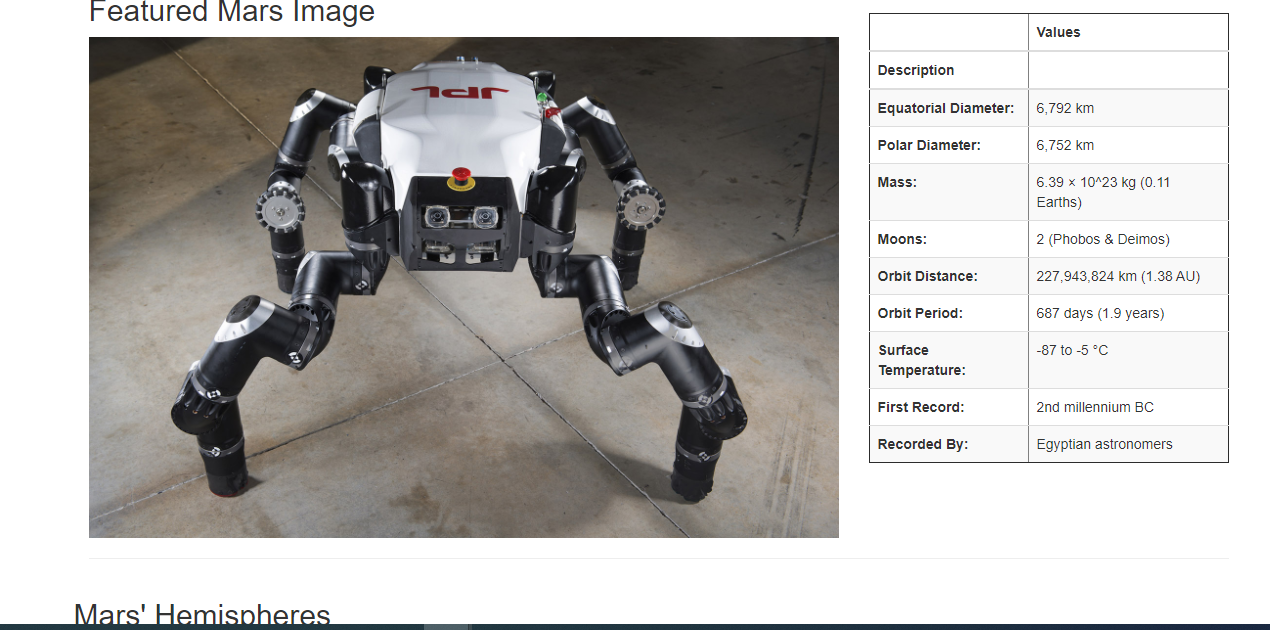 Featured Mars Image
JPL
Values
Description
Equatorial Diameter: 6,792 km
Polar Diameter: 6,752 km
Mass: 6.39 × 10^23 kg (0.11
Earths)
Moons: 2 (Phobos & Deimos)
Orbit Distance: 227,943,824 km (1.38 AU)
Orbit Period: 687 days (1.9 years)
Surface -87 to -5 °C
Temperature:
First Record: 2nd millennium BC
Recorded By: Egyptian astronomers
Mars' Hemispheres